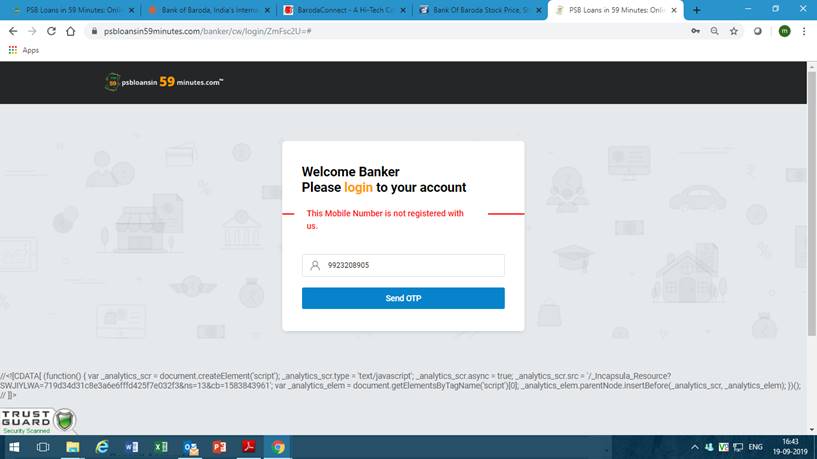 PSB Loans in 59 Minutes: Onlin
Bank of Baroda, India's Interna
BarodaConnect - A Hi-Tech Co
Bank Of Baroda Stock Price, Sh
PSB Loans in 59 Minutes: Onlin
psbloansin59minutes.com/banker/cw/login/ZmFsc2U=#
m
Apps
59 psbloansin 59 minutes.com™
Welcome Banker
Please login to your account
This Mobile Number is not registered with
us.
9923208905
Send OTP
//<![CDATA[ (function() { var _analytics_scr = document.createElement('script'); _analytics_scr.type = 'text/javascript'; _analytics_scr.async = true; _analytics_scr.src = '/_Incapsula_Resource?
SWJIYLWA=719d34d31c8e3a6e6fffd425f7e032f3&ns=13&cb=1583843961'; var _analytics_elem = document.getElementsByTagName('script')[0]; _analytics_elem.parentNode.insertBefore(_analytics_scr, _analytics_elem); })();
// ]]>
TRUST
GUARD
Security Scanned
ENG
16:43
19-09-2019